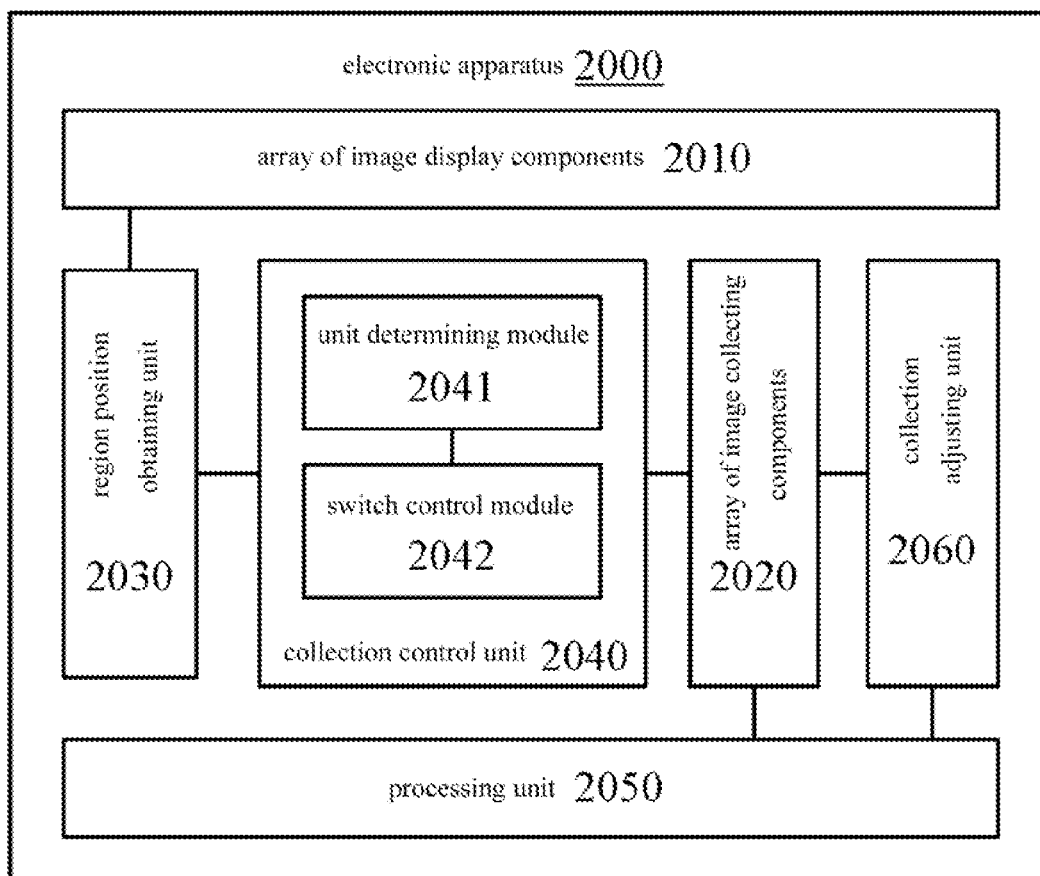 electronic apparatus 2000
array of image display components 2010
region position
obtaining unit
2030
unit determining module
2041
switch control module
2042
collection control unit 2040
array of image collecting
components
2020
collection
adjusting unit
2060
processing unit 2050